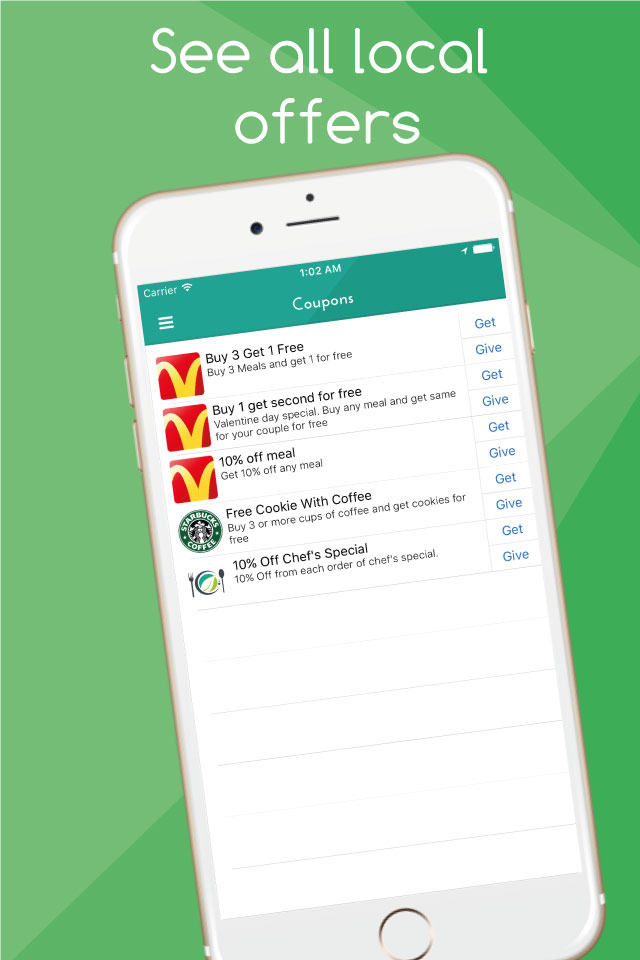 See all local
offers
Carrier
1:02 AM
Coupons
Buy 3 Get 1 Free
Buy 3 Meals and get 1 for free
Get
Give
Buy 1 get second for free
Valentine day special. Buy any meal and get same
for your couple for free
Get
Give
10% off meal
Get 10% off any meal
Get
Give
STARBUCKS
COFFEE
Free Cookie With Coffee
Buy 3 or more cups of coffee and get cookies for
free
Get
Give
10% Off Chef's Special
10% Off from each order of chef's special.
Get
Give